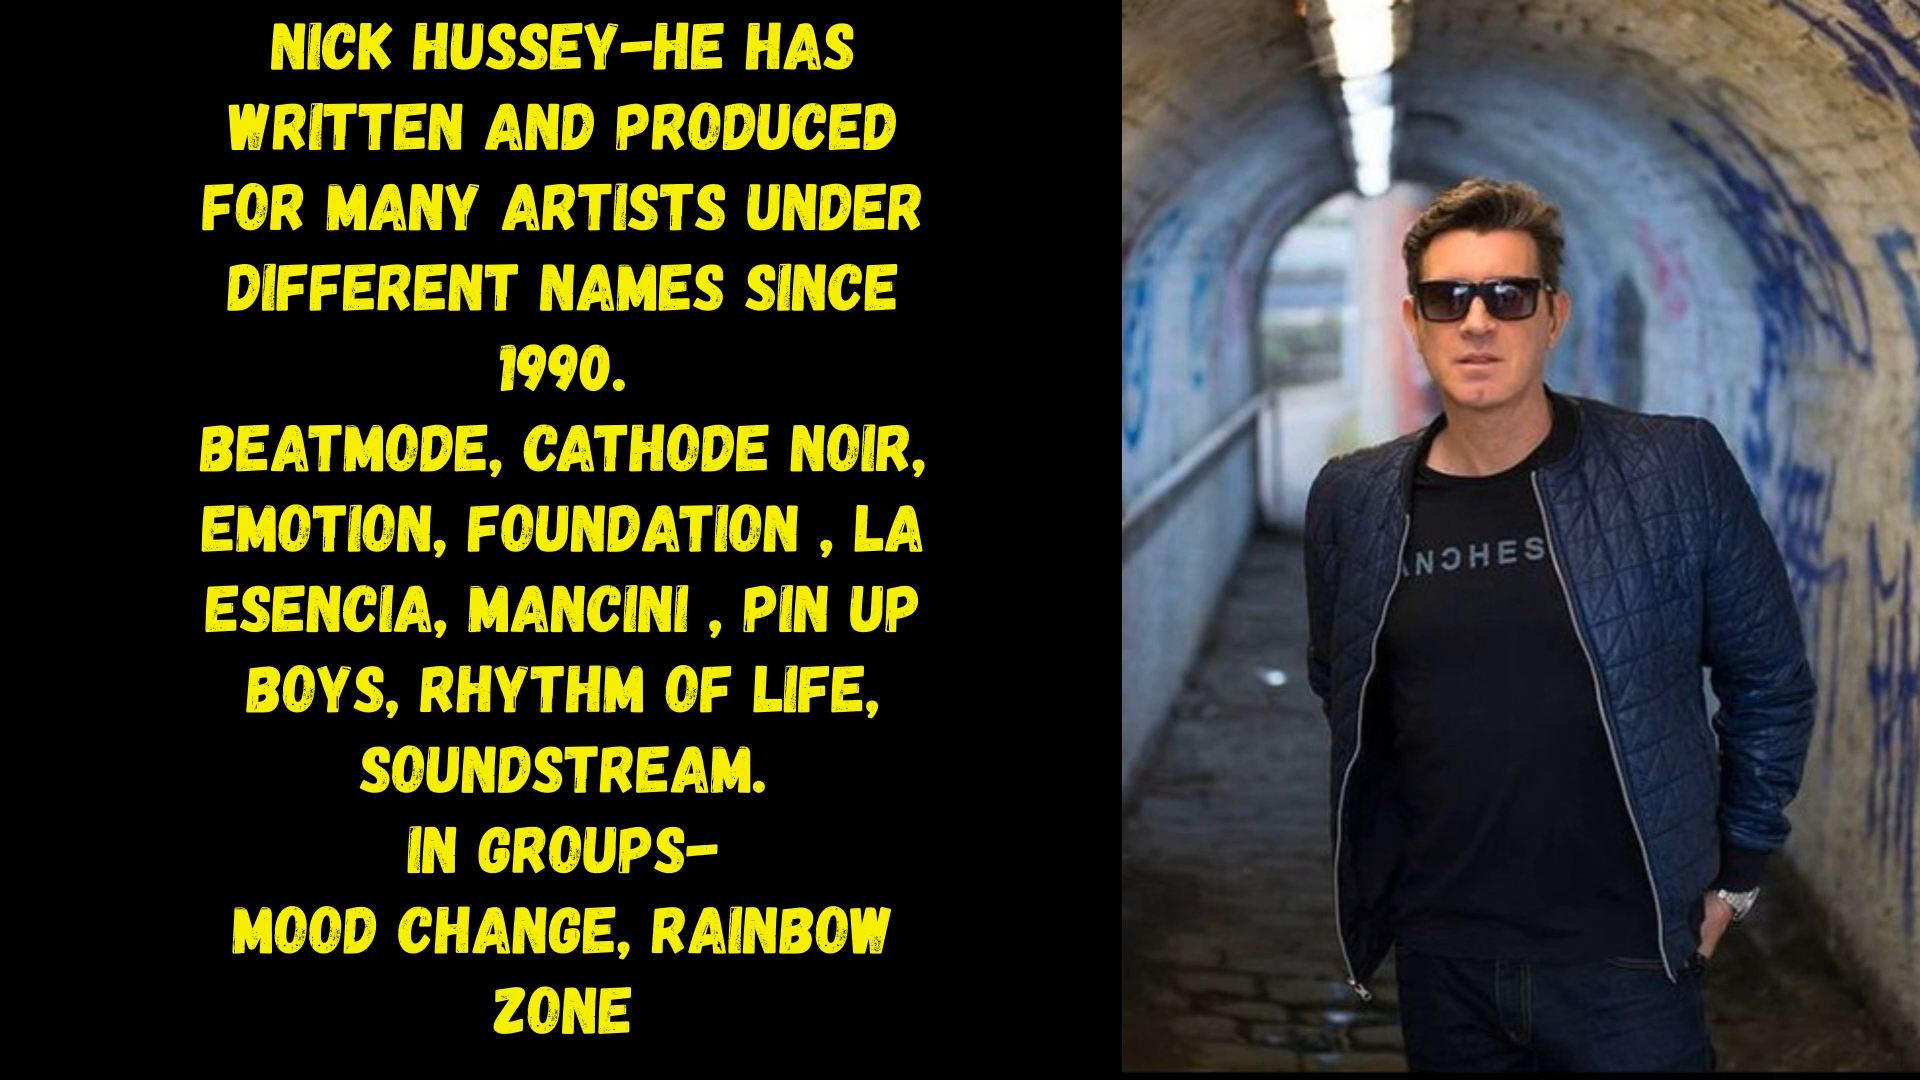 NICK HUSSEY-HE HAS
WRITTEN AND PRODUCED
FOR MANY ARTISTS UNDER
DIFFERENT NAMES SINCE
1990.
BEATMODE, CATHODE NOIR,
EMOTION, FOUNDATION , LA
ESENCIA, MANCINI , PIN UP
BOYS, RHYTHM OF LIFE,
SOUNDSTREAM.
IN GROUPS-
MOOD CHANGE, RAINBOW
ZONE